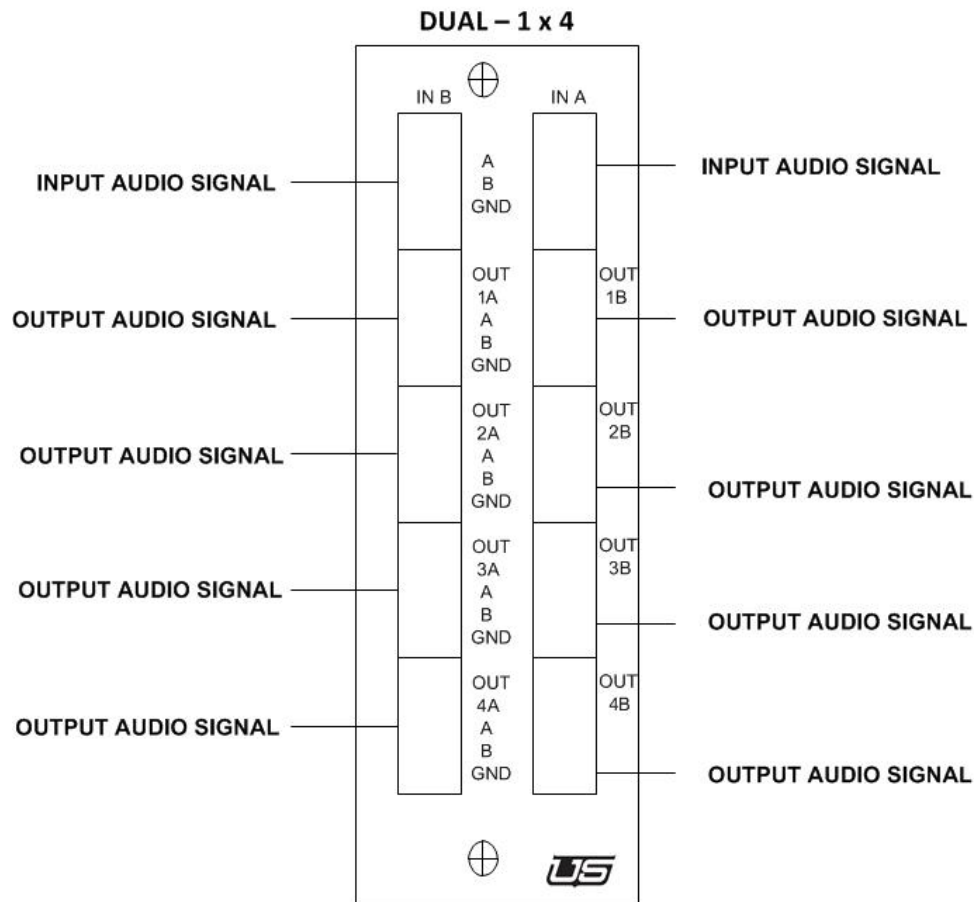 DUAL – 1 x 4
IN B
IN A
INPUT AUDIO SIGNAL
A
B
GND
INPUT AUDIO SIGNAL
OUTPUT AUDIO SIGNAL
OUT
1A
A
B
GND
OUT
1B
OUTPUT AUDIO SIGNAL
OUTPUT AUDIO SIGNAL
OUT
2A
A
B
GND
OUT
2B
OUTPUT AUDIO SIGNAL
OUTPUT AUDIO SIGNAL
OUT
3A
A
B
GND
OUT
3B
OUTPUT AUDIO SIGNAL
OUTPUT AUDIO SIGNAL
OUT
4A
A
B
GND
OUT
4B
OUTPUT AUDIO SIGNAL
US